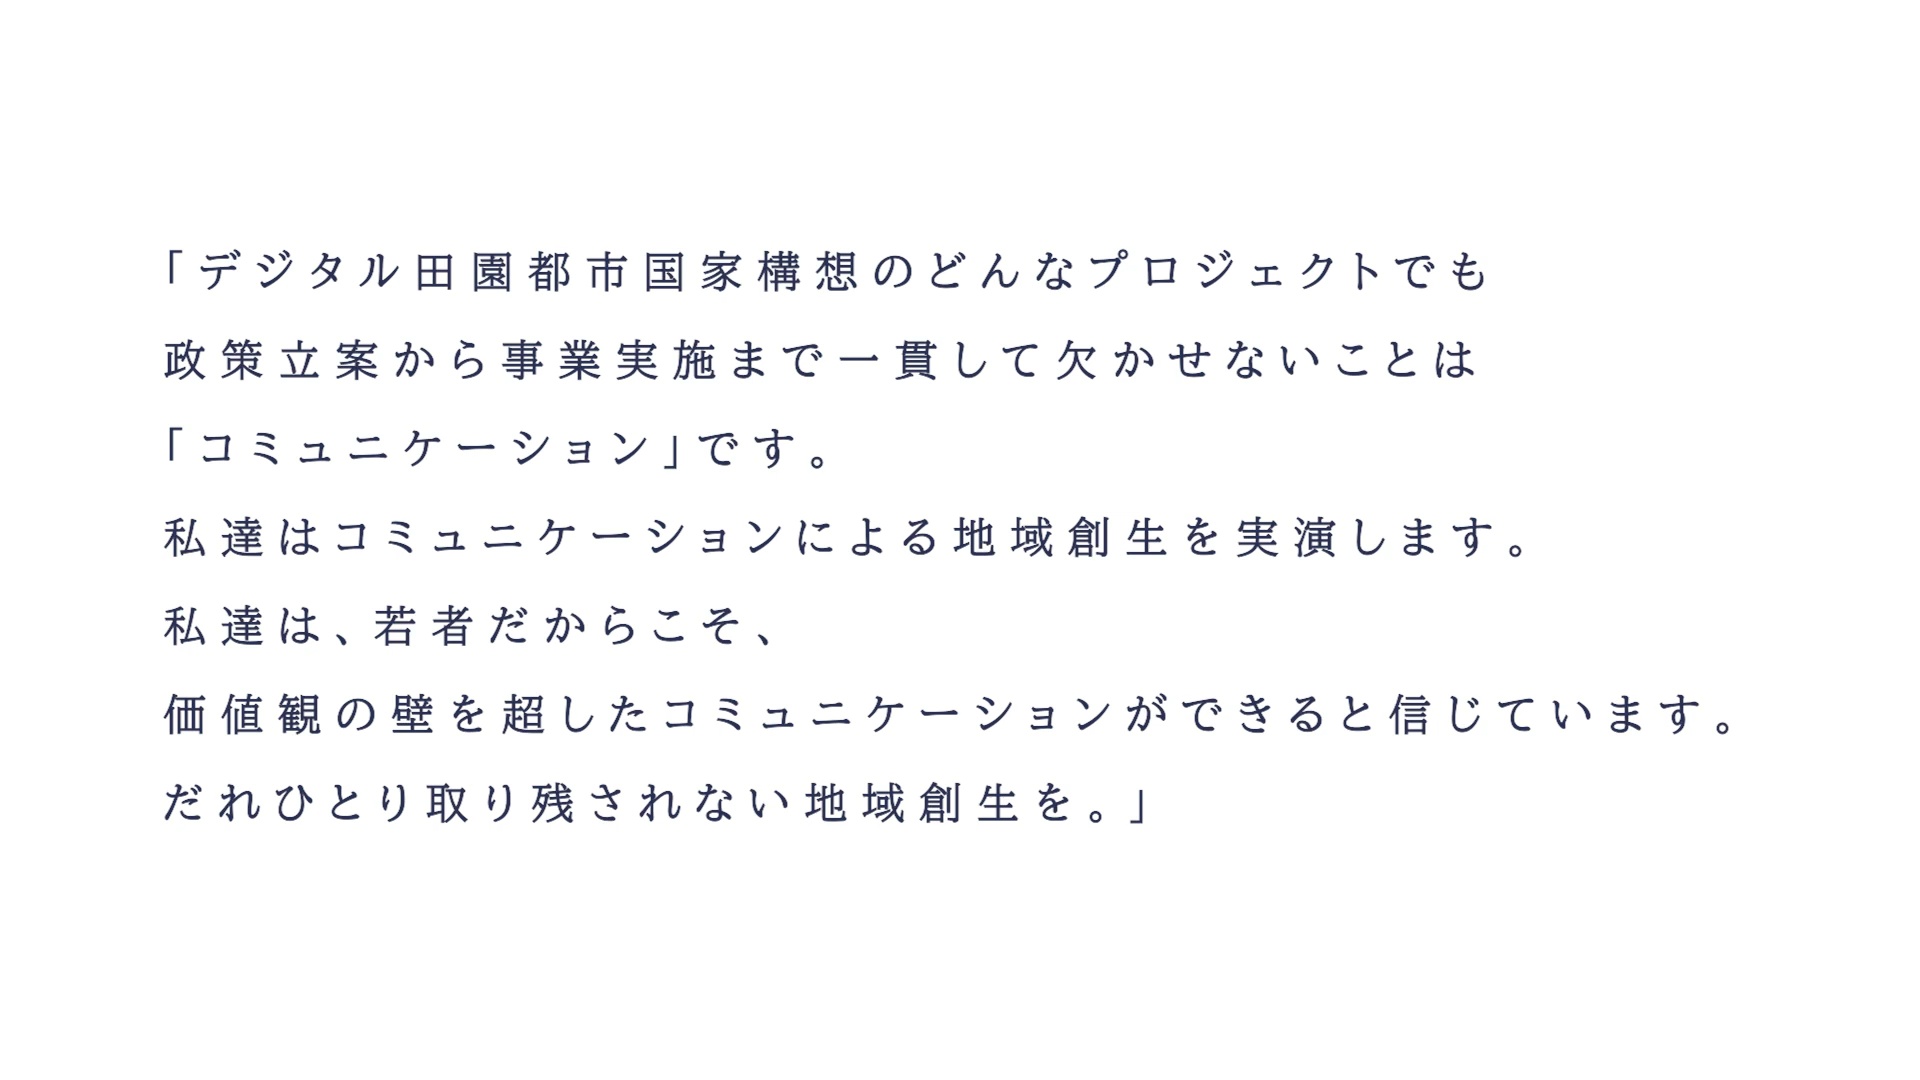 「デジタル田園都市国家構想のどんなプロジェクトでも
政策立案から事業実施まで一貫して欠かせないことは
「コミュニケーション」です。
私達はコミュニケーションによる地域創生を実演します。
私達は、若者だからこそ、
価値観の壁を超したコミュニケーションができると信じています。
だれひとり取り残されない地域創生を。」